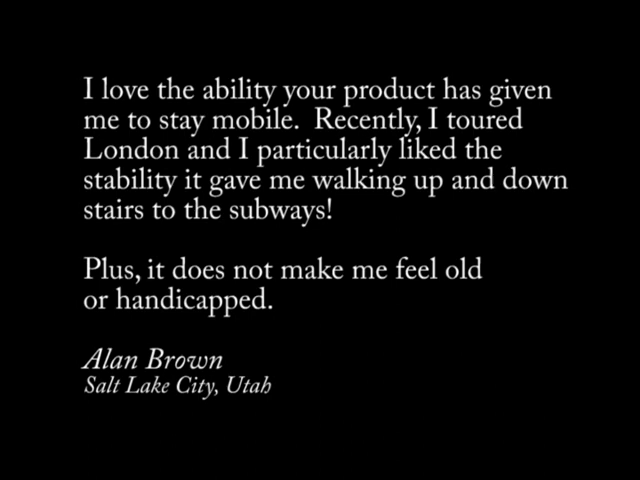 I love the ability your product has given
me to stay mobile.  Recently, I toured
London and I particularly liked the
stability it gave me walking up and down
stairs to the subways!
Plus, it does not make me feel old
or handicapped.
Alan Brown
Salt Lake City, Utah